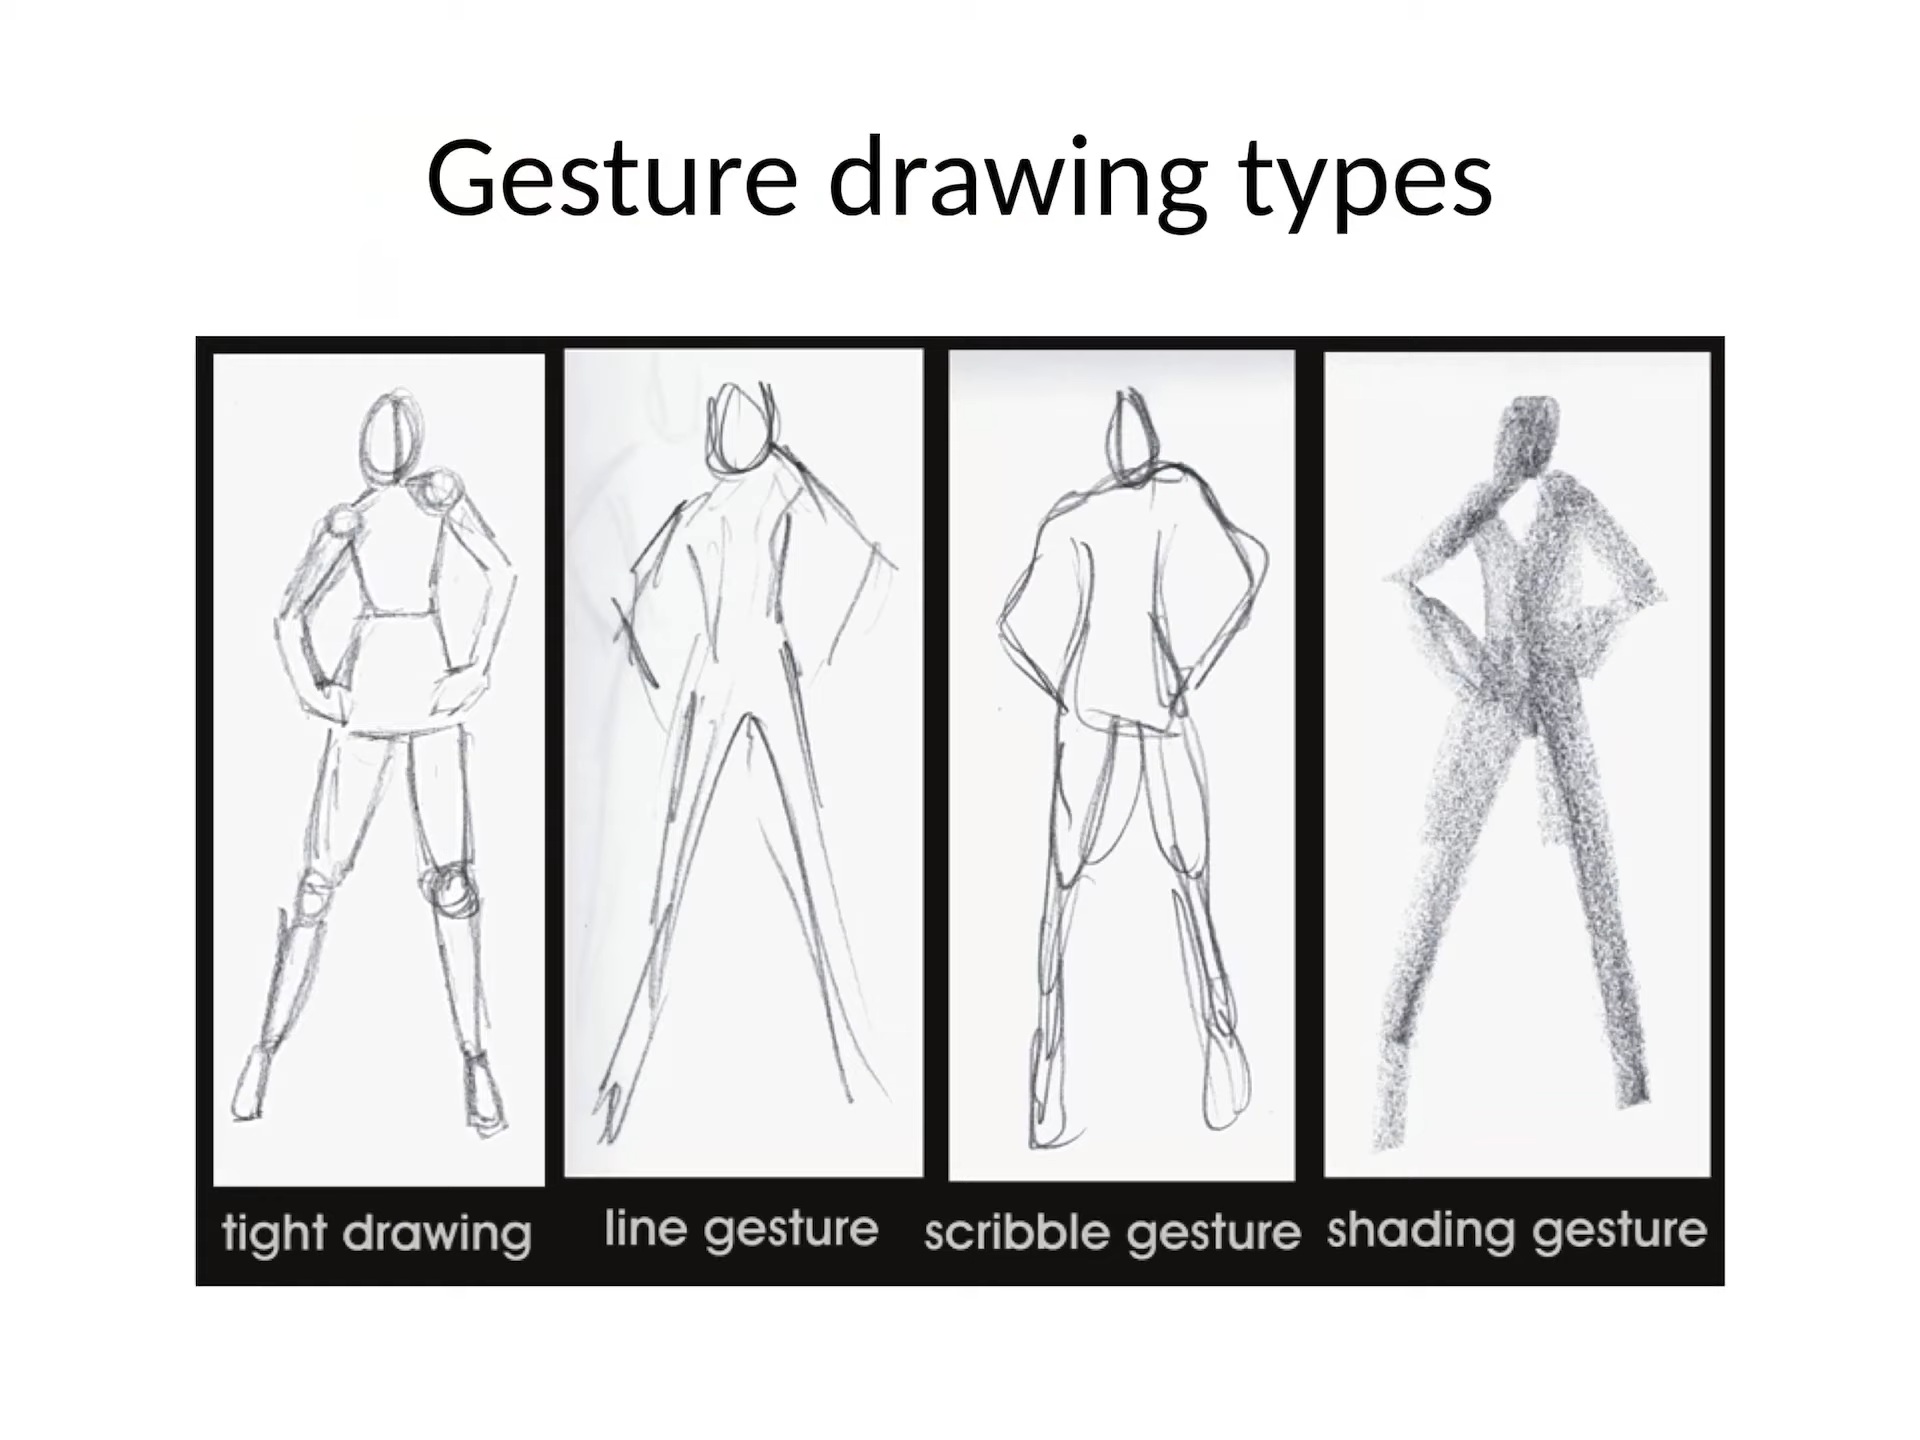 Gesture drawing types
tight drawing
line gesture
scribble gesture
shading gesture